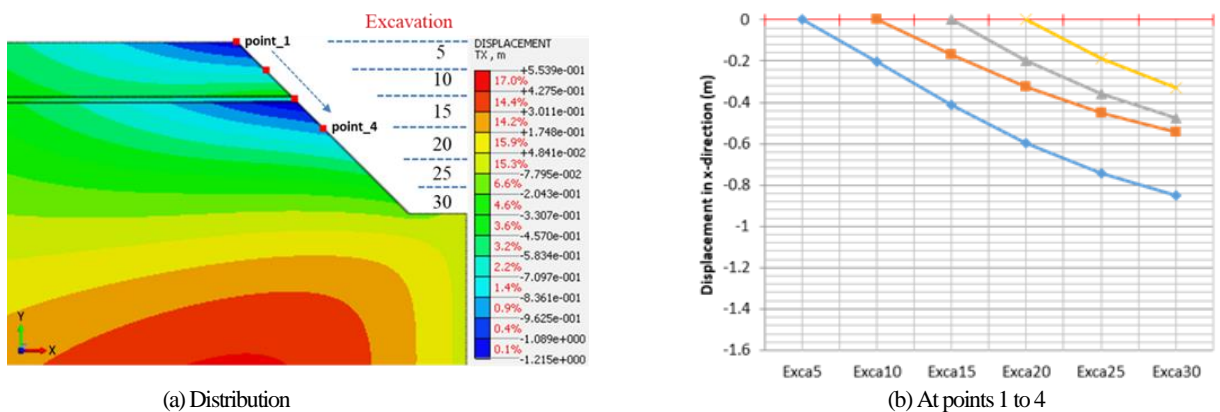 Excavation
point_1
5
10
15
point_4
20
25
30
Y
X
DISPLACEMENT
TX , m
+5.539e-001
17.0%
+4.275e-001
14.4%
+3.011e-001
14.2%
+1.748e-001
15.9%
+4.841e-002
15.3%
-7.795e-002
6.6%
-2.043e-001
4.6%
-3.307e-001
3.6%
-4.570e-001
3.2%
-5.834e-001
2.2%
-7.097e-001
1.4%
-8.361e-001
0.9%
-9.625e-001
0.4%
-1.089e+000
0.1%
-1.215e+000
(a) Distribution
Displacement in x-direction (m)
0
-0.2
-0.4
-0.6
-0.8
-1
-1.2
-1.4
-1.6
Exca5 Exca10 Exca15 Exca20 Exca25 Exca30
(b) At points 1 to 4